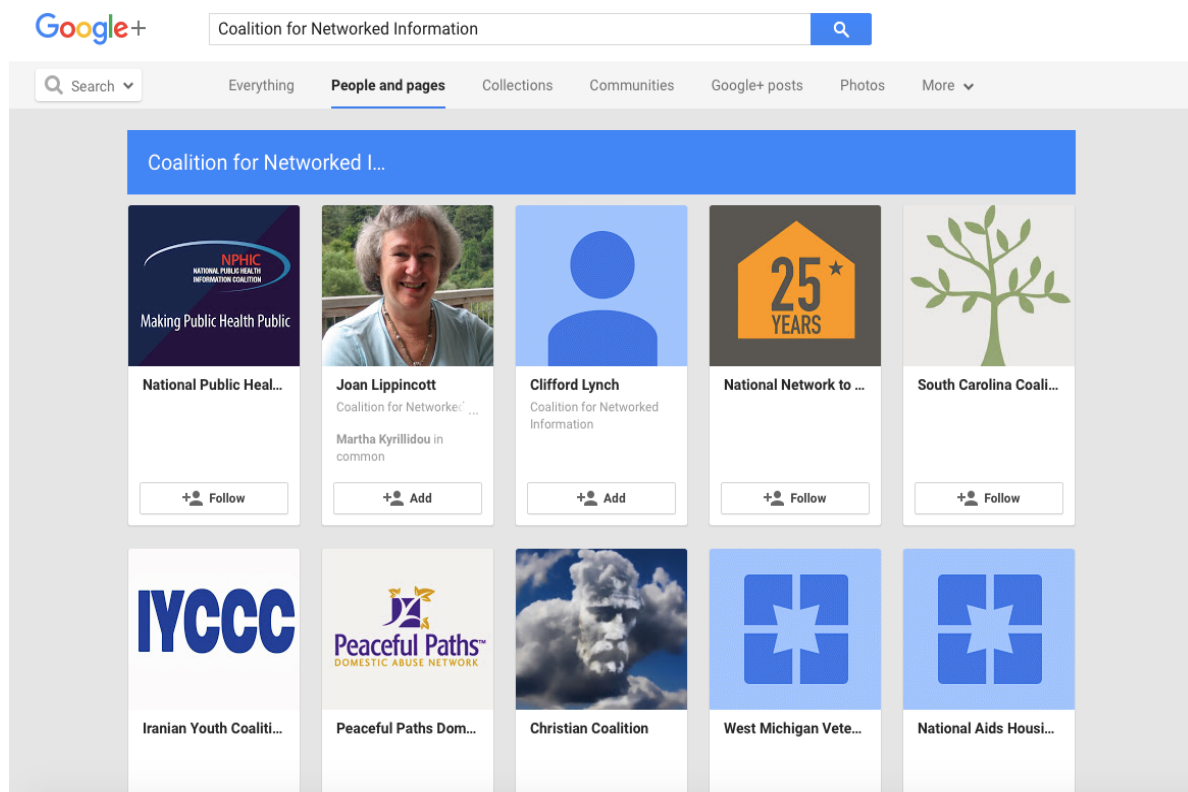 Google+
Coalition for Networked Information
Search
Everything
People and pages
Collections
Communities
Google+ posts
Photos
More
Coalition for Networked I...
NPHIC
NATIONAL PUBLIC HEALTH
INFORMATION COALITION
Making Public Health Public
25
YEARS
National Public Heal...
Joan Lippincott
Clifford Lynch
National Network to ...
South Carolina Coali...
Coalition for Networked ...
Coalition for Networked
Information
Martha Kyrillidou in
common
Follow
Add
Add
Follow
Follow
IYCCC
Peaceful Paths™
DOMESTIC ABUSE NETWORK
Iranian Youth Coaliti...
Peaceful Paths Dom...
Christian Coalition
West Michigan Vete...
National Aids Housi...